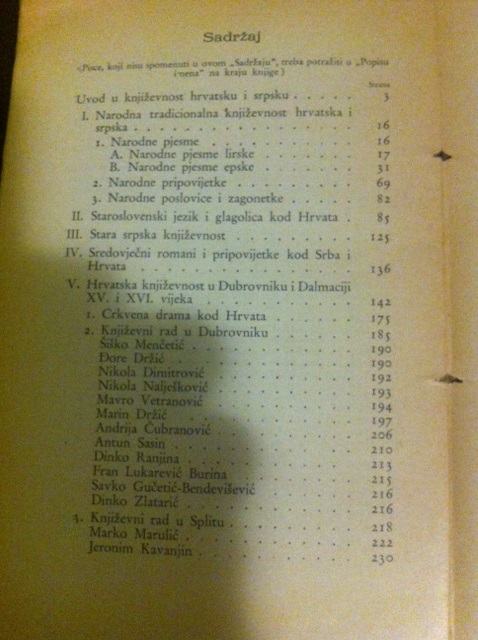 Sadržaj
(Pisce, koji nisu spomenuti u ovom „Sadržaju", treba potražiti u „Popisu
imena" na kraju knjige)
Strana
Uvod u književnost hrvatsku i srpsku . . . . . 3
I. Narodna tradicionalna književnost hrvatska i
srpska . . . . . . . . . . . . . . 16
1. Narodne pjesme . . . . . . . . . . 16
A. Narodne pjesme lirske . . . . . . . 17
B. Narodne pjesme epske . . . . . . . 31
2. Narodne pripovijetke . . . . . . . . 69
3. Narodne poslovice i zagonetke . . . . . 82
II. Staroslovenski jezik i glagolica kod Hrvata . 85
III. Stara srpska književnost . . . . . . . . 125
IV. Sredovječni romani i pripovijetke kod Srba i
Hrvata . . . . . . . . . . . . . 136
V. Hrvatska književnost u Dubrovniku i Dalmaciji
XV. i XVI. vijeka . . . . . . . . . . 142
1. Crkvena drama kod Hrvata . . . . . . 175
2. Književni rad u Dubrovniku . . . . . . 185
Šiško Menčetić . . . . . . . . . . 190
Đore Držić . . . . . . . . . . . 190
Nikola Dimitrović . . . . . . . . . 192
Nikola Nalješković . . . . . . . . . 193
Mavro Vetranović . . . . . . . . . 194
Marin Držić . . . . . . . . . . . 197
Andrija Čubranović . . . . . . . . . 206
Antun Sasin . . . . . . . . . . . 210
Dinko Ranjina . . . . . . . . . . 213
Fran Lukarević Burina . . . . . . . . 215
Savko Gučetić-Bendevišević . . . . . . 216
Dinko Zlatarić . . . . . . . . . . 216
3. Književni rad u Splitu . . . . . . . . 218
Marko Marulić . . . . . . . . . . 222
Jeronim Kavanjin . . . . . . . . . 230